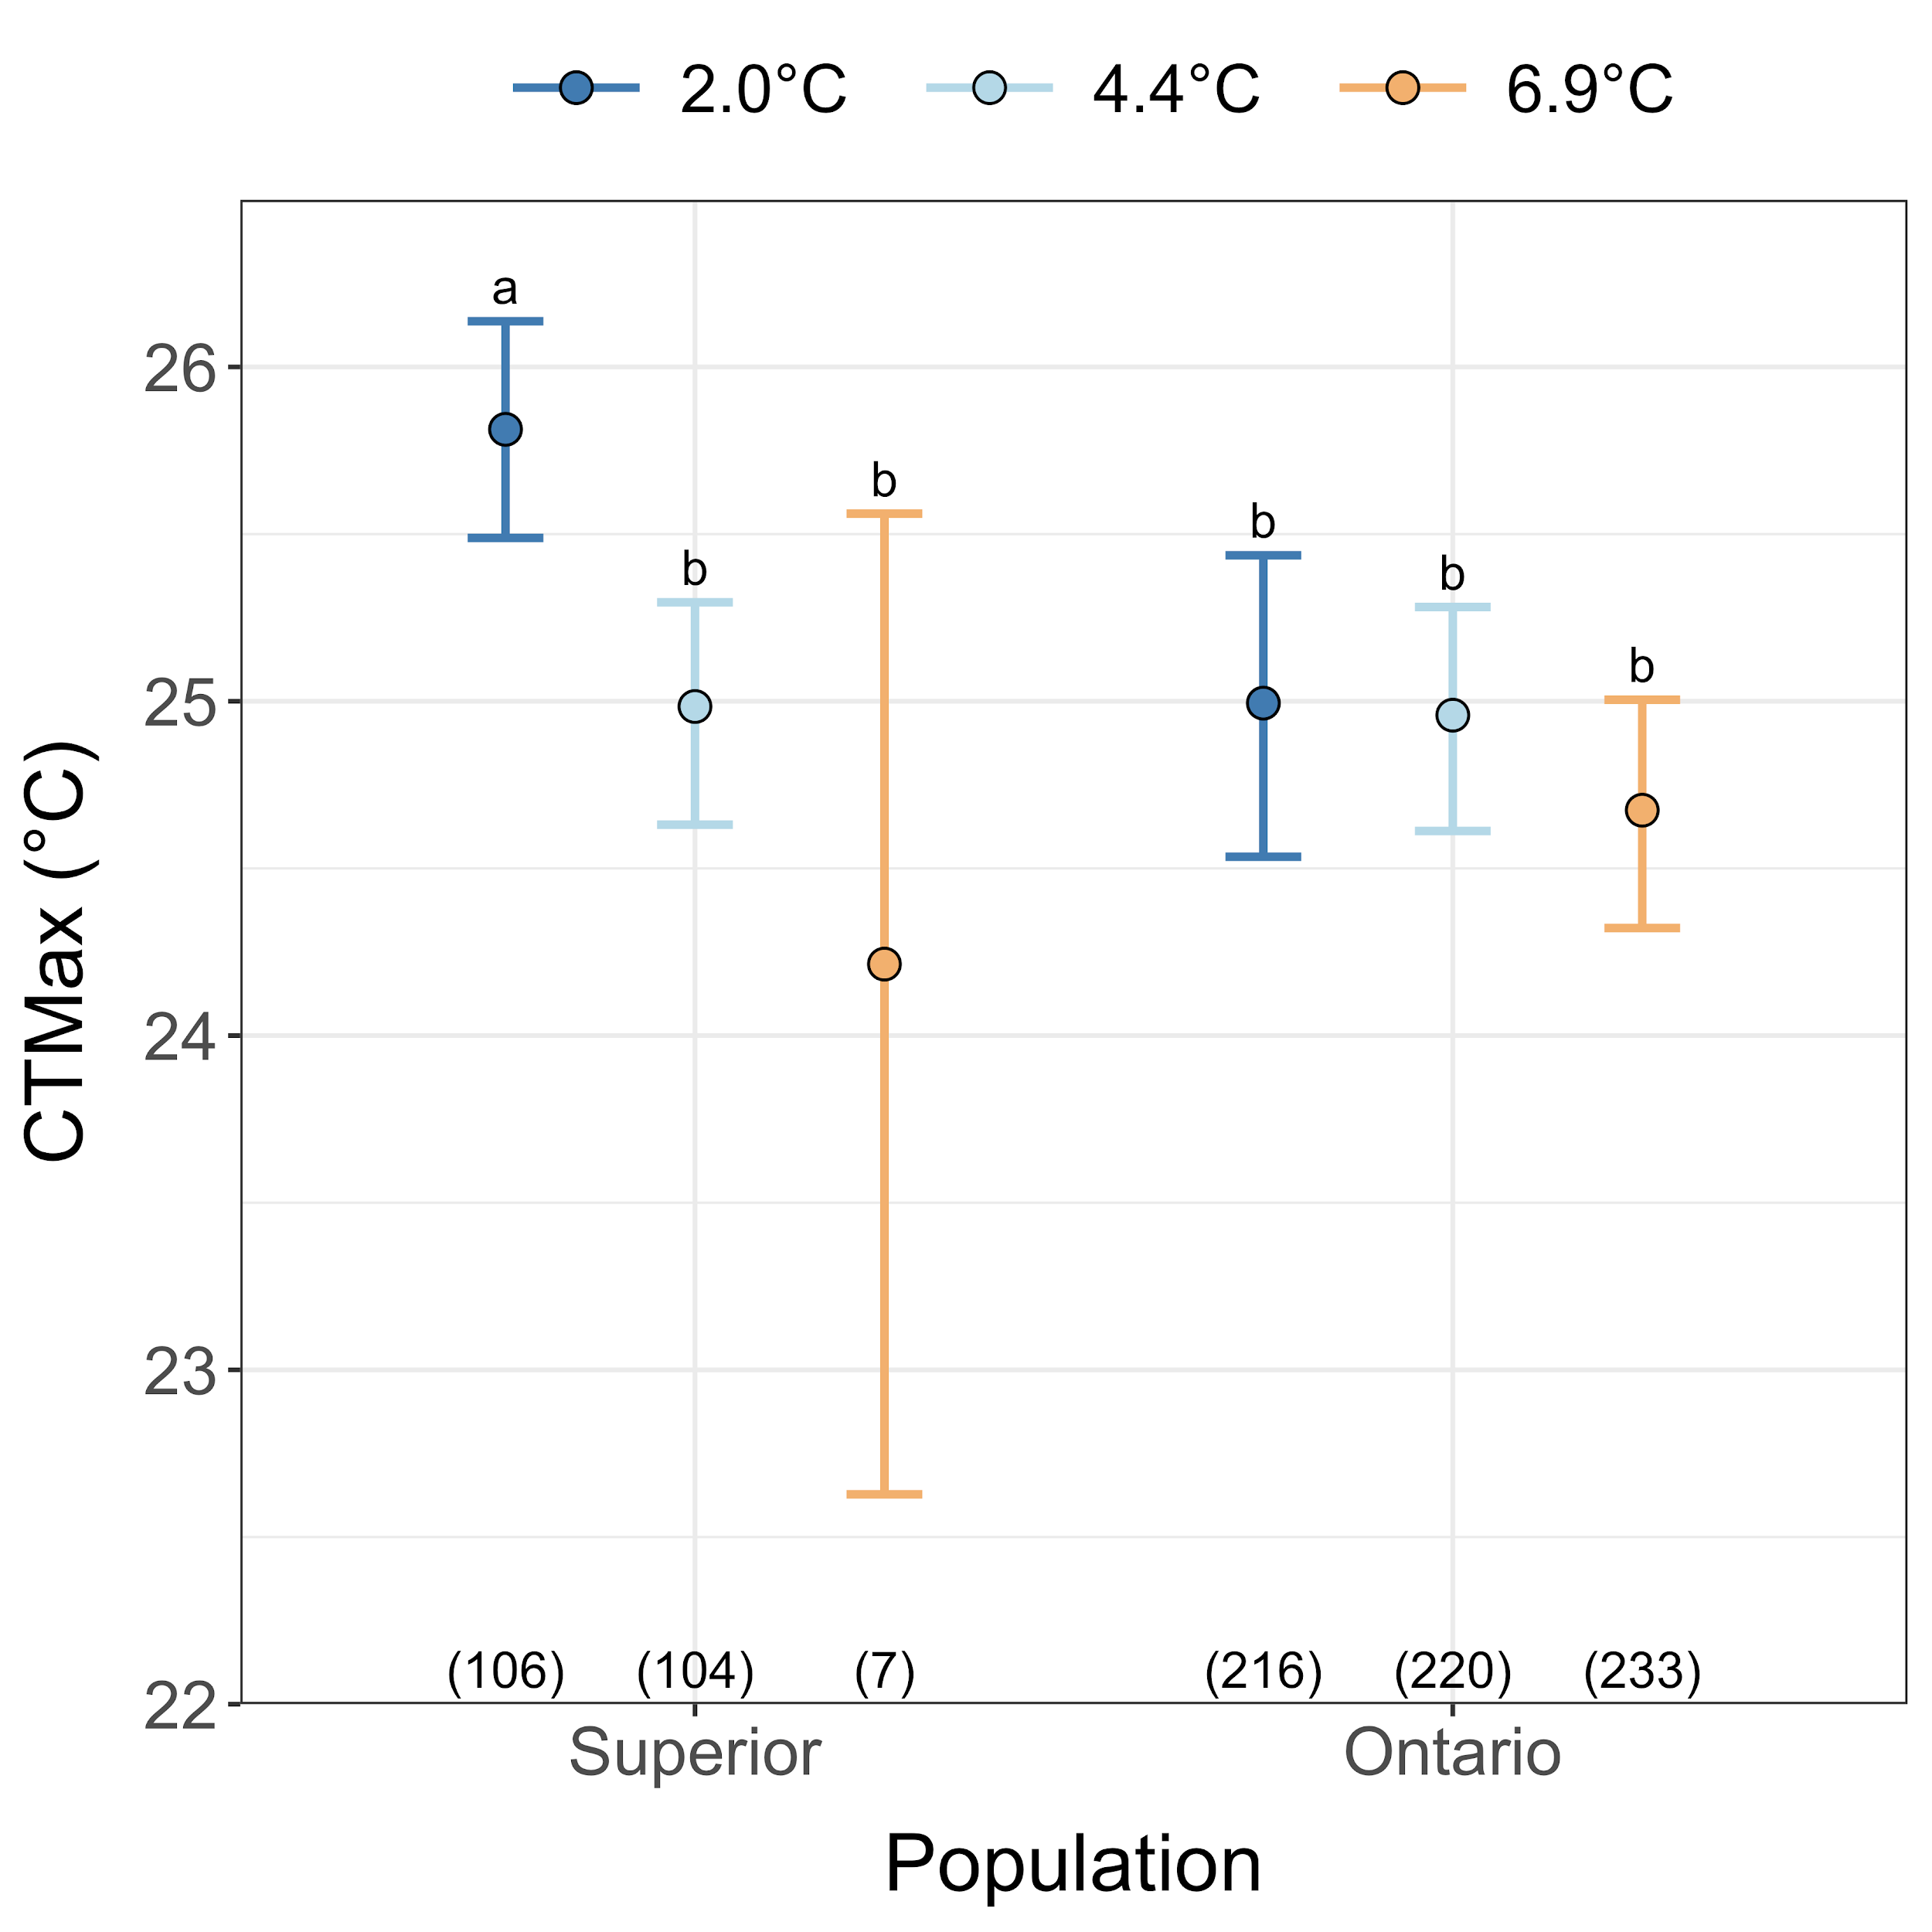 2.0°C 4.4°C 6.9°C
a
26
b
b
b
b
25
b
CTMax (°C)
24
23
(106) (104) (7) (216) (220) (233)
22
Superior Ontario
Population